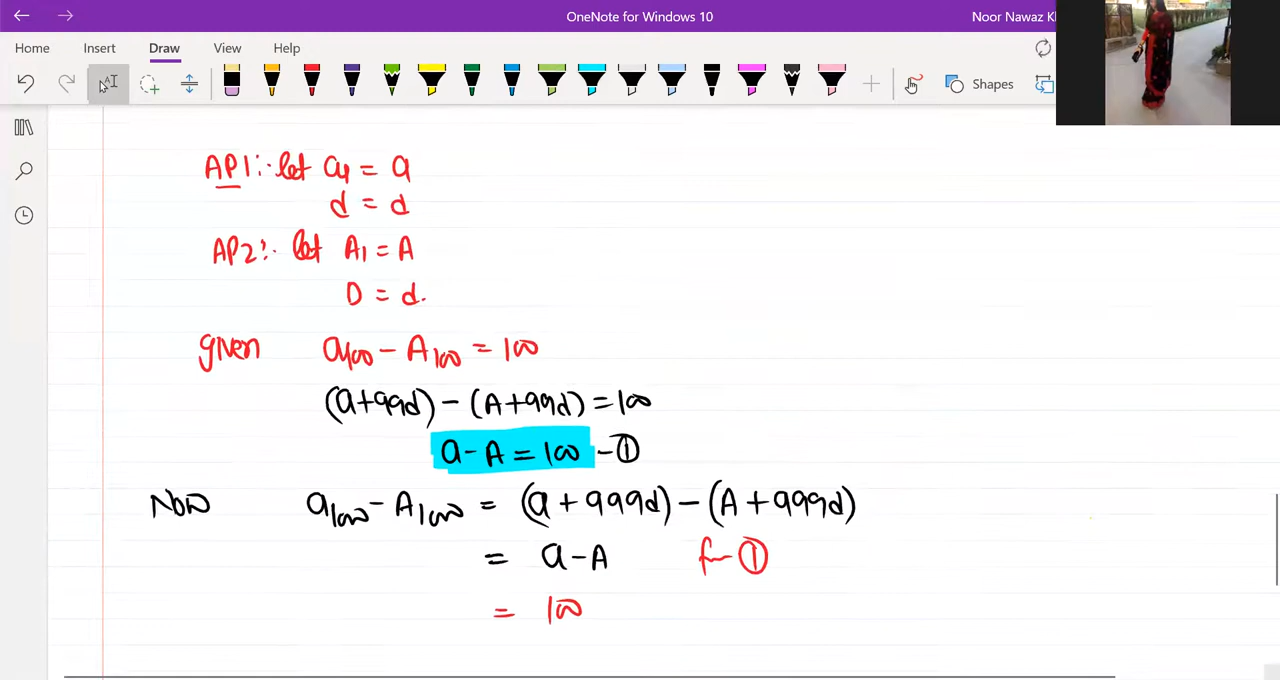 OneNote for Windows 10
Noor Nawaz Kh
Home Insert Draw View Help
Shapes
AP1:- let a1 = a
d = d
AP2:- let A1 = A
D = d.
given a100 - A100 = 100
(a+99d) - (A+99d) = 100
a - A = 100 - ①
Now a1000 - A1000 = (a + 999d) - (A + 999d)
= a - A f- ①
= 100